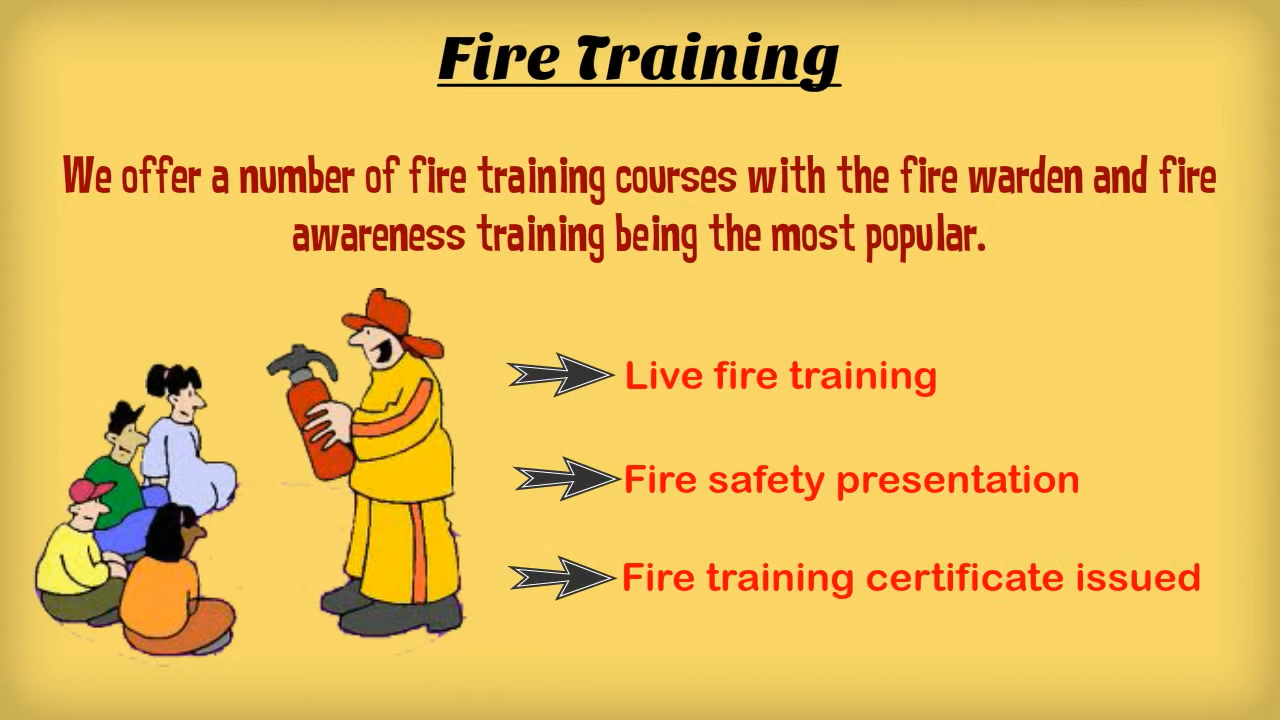 Fire Training
We offer a number of fire training courses with the fire warden and fire
awareness training being the most popular.
Live fire training
Fire safety presentation
Fire training certificate issued